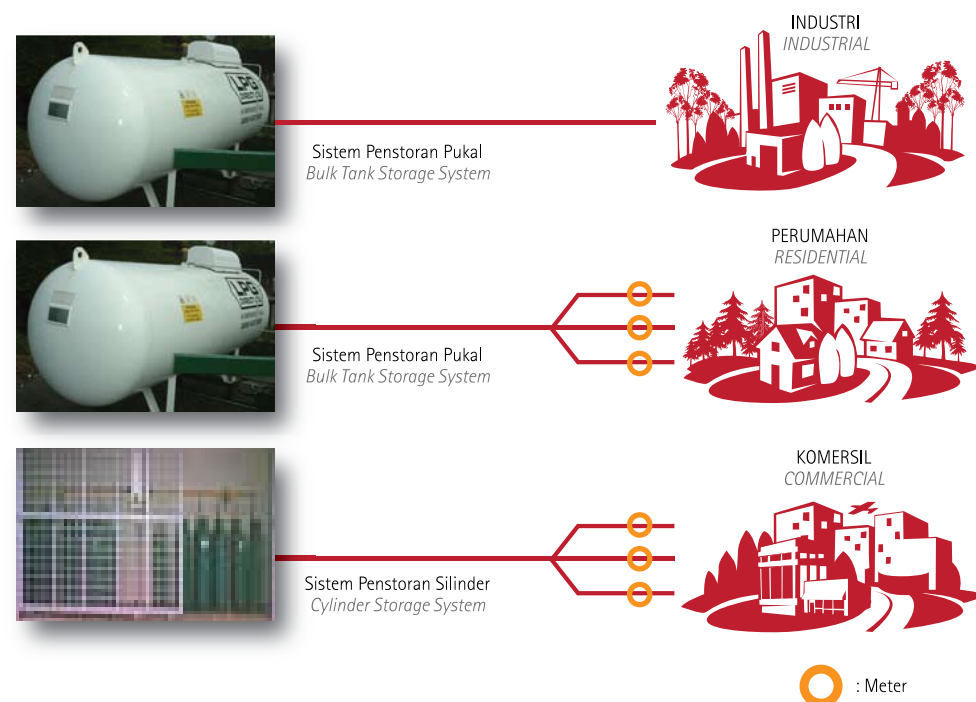 INDUSTRI
INDUSTRIAL
LPG
Sistem Penstoran Pukal
Bulk Tank Storage System
PERUMAHAN
RESIDENTIAL
LPG
Sistem Penstoran Pukal
Bulk Tank Storage System
KOMERSIL
COMMERCIAL
Sistem Penstoran Silinder
Cylinder Storage System
: Meter